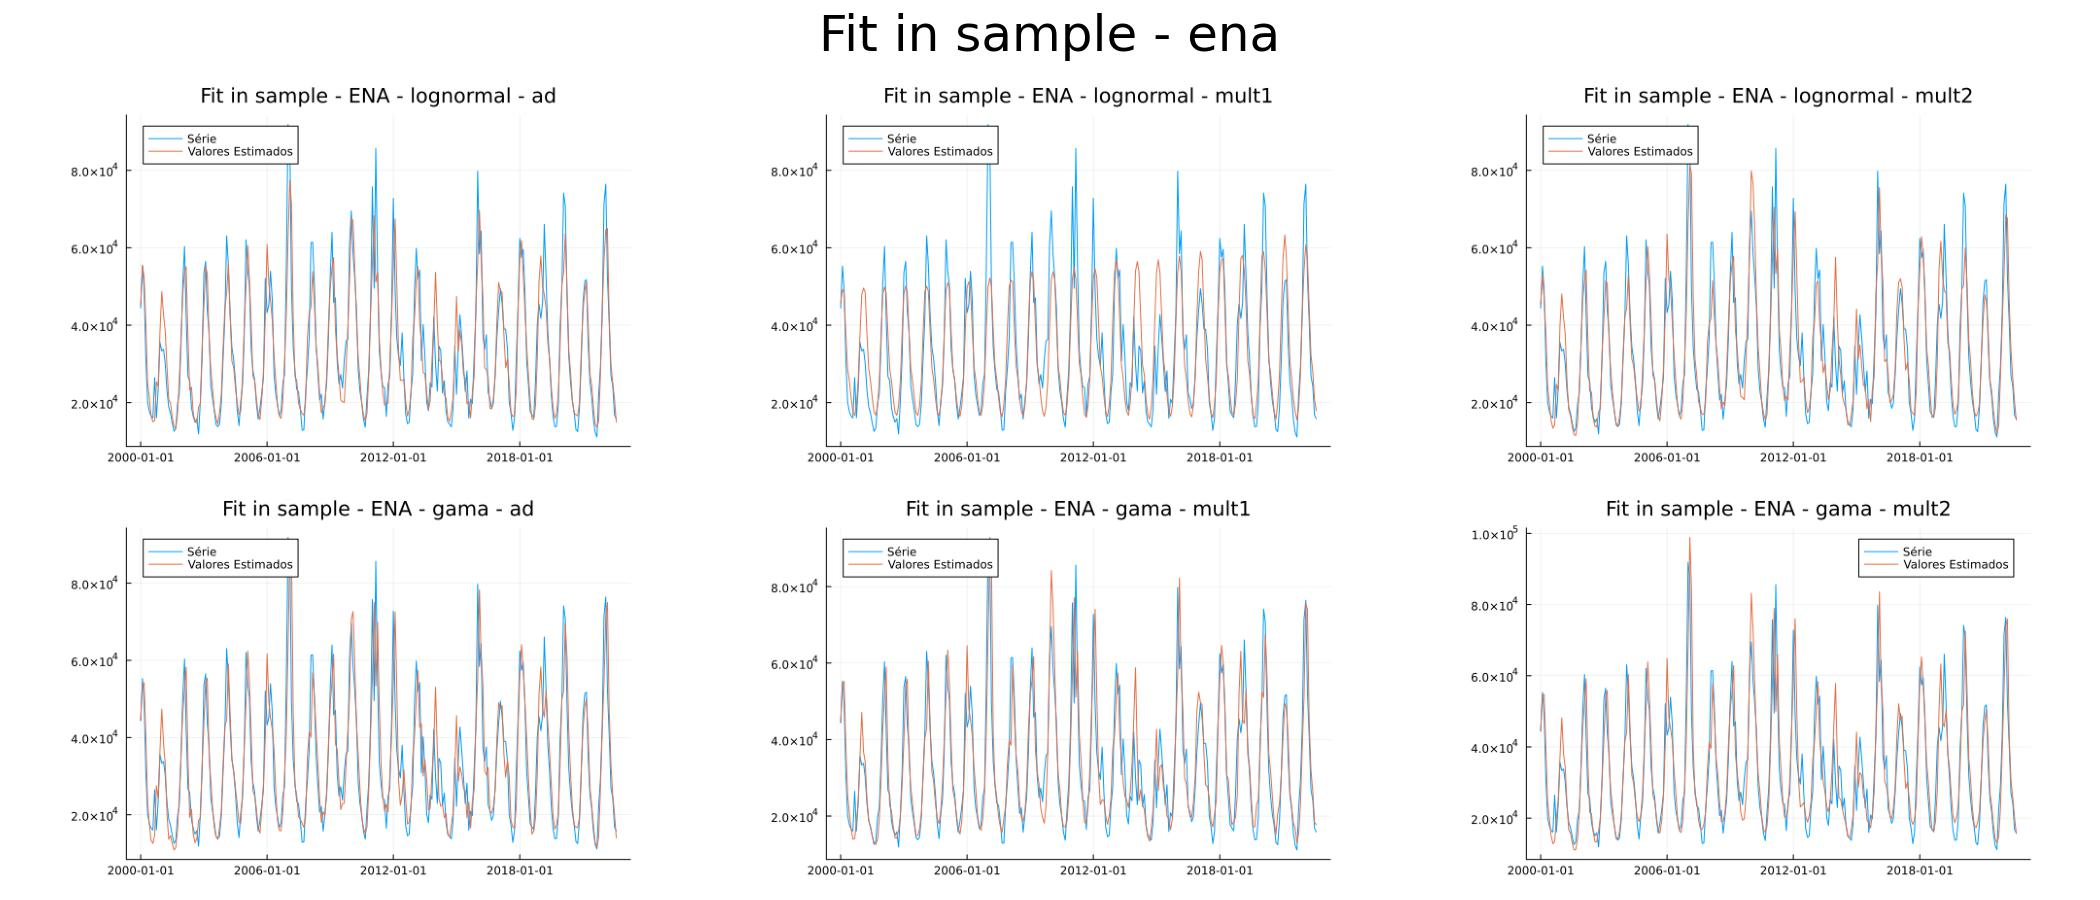 Fit in sample - ena
Fit in sample - ENA - lognormal - ad
Série
Valores Estimados
8.0×10⁴
6.0×10⁴
4.0×10⁴
2.0×10⁴
2000-01-01 2006-01-01 2012-01-01 2018-01-01
Fit in sample - ENA - lognormal - mult1
Série
Valores Estimados
8.0×10⁴
6.0×10⁴
4.0×10⁴
2.0×10⁴
2000-01-01 2006-01-01 2012-01-01 2018-01-01
Fit in sample - ENA - lognormal - mult2
Série
Valores Estimados
8.0×10⁴
6.0×10⁴
4.0×10⁴
2.0×10⁴
2000-01-01 2006-01-01 2012-01-01 2018-01-01
Fit in sample - ENA - gama - ad
Série
Valores Estimados
8.0×10⁴
6.0×10⁴
4.0×10⁴
2.0×10⁴
2000-01-01 2006-01-01 2012-01-01 2018-01-01
Fit in sample - ENA - gama - mult1
Série
Valores Estimados
8.0×10⁴
6.0×10⁴
4.0×10⁴
2.0×10⁴
2000-01-01 2006-01-01 2012-01-01 2018-01-01
Fit in sample - ENA - gama - mult2
1.0×10⁵
Série
Valores Estimados
8.0×10⁴
6.0×10⁴
4.0×10⁴
2.0×10⁴
2000-01-01 2006-01-01 2012-01-01 2018-01-01